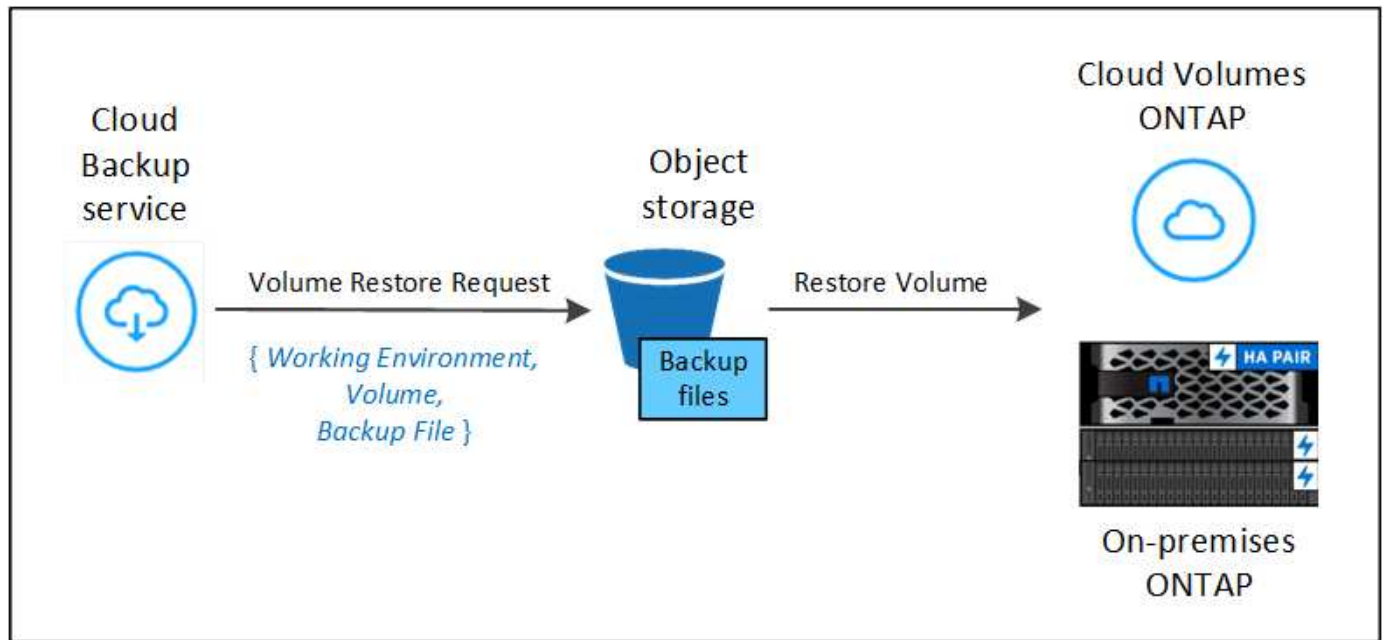 Cloud
Backup
service
Volume Restore Request
{ Working Environment,
Volume,
Backup File }
Object
storage
Backup
files
Restore Volume
Cloud Volumes
ONTAP
HA PAIR
On-premises
ONTAP